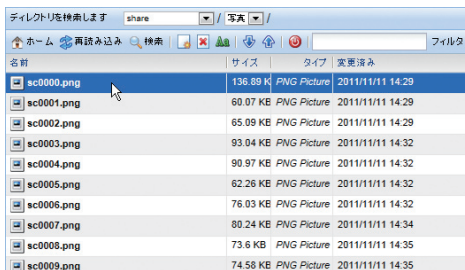 ディレクトリを検索します share / 写真 /
ホーム 再読み込み 検索 Aa フィルタ
名前 サイズ タイプ 変更済み
sc0000.png 136.89 K PNG Picture 2011/11/11 14:29
sc0001.png 60.07 KB PNG Picture 2011/11/11 14:29
sc0002.png 65.09 KB PNG Picture 2011/11/11 14:29
sc0003.png 93.04 KB PNG Picture 2011/11/11 14:32
sc0004.png 90.97 KB PNG Picture 2011/11/11 14:32
sc0005.png 62.26 KB PNG Picture 2011/11/11 14:32
sc0006.png 76.03 KB PNG Picture 2011/11/11 14:32
sc0007.png 80.24 KB PNG Picture 2011/11/11 14:34
sc0008.png 73.6 KB PNG Picture 2011/11/11 14:35
sc0009.png 74.58 KB PNG Picture 2011/11/11 14:35